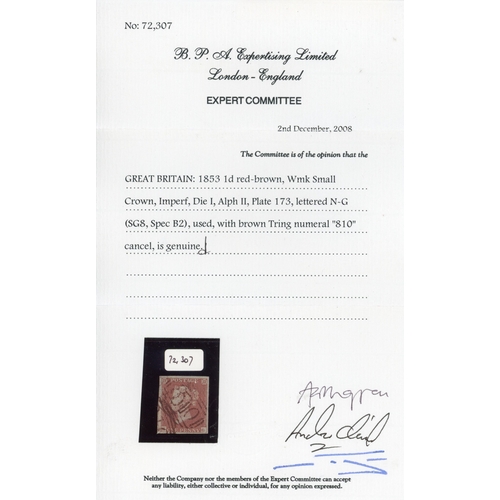 No: 72,307
B. P. A. Expertising Limited
London - England
EXPERT COMMITTEE
2nd December, 2008
The Committee is of the opinion that the
GREAT BRITAIN: 1853 1d red-brown, Wmk Small
Crown, Imperf, Die I, Alph II, Plate 173, lettered N-G
(SG8, Spec B2), used, with brown Tring numeral "810"
cancel, is genuine.
72,307
Neither the Company nor the members of the Expert Committee can accept
any liability, either collective or individual, for any opinion expressed.